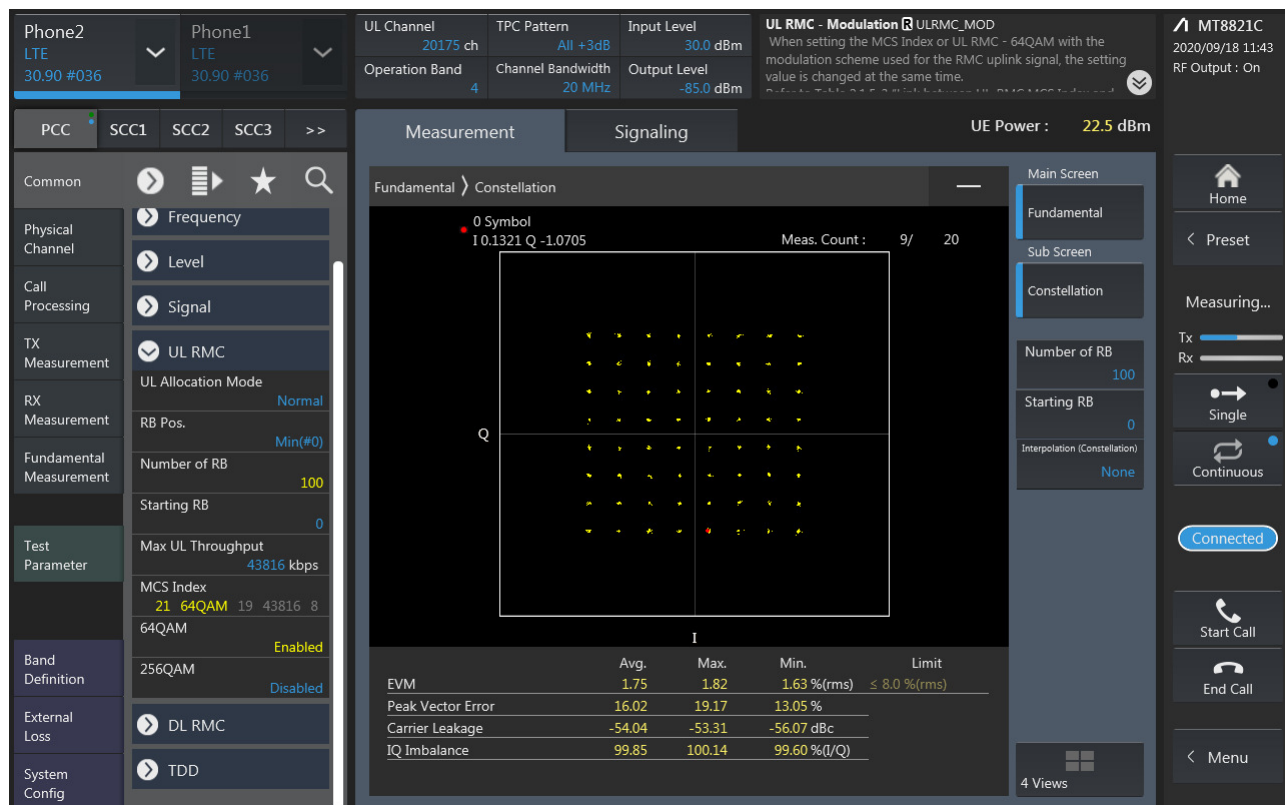 Phone2
LTE
30.90 #036
Phone1
LTE
30.90 #036
UL Channel
20175 ch
TPC Pattern
All +3dB
Input Level
30.0 dBm
Operation Band
4
Channel Bandwidth
20 MHz
Output Level
-85.0 dBm
UL RMC - Modulation R ULRMC_MOD
When setting the MCS Index or UL RMC - 64QAM with the
modulation scheme used for the RMC uplink signal, the setting
value is changed at the same time.
MT8821C
2020/09/18 11:43
RF Output : On
PCC SCC1 SCC2 SCC3 >>
Measurement
Signaling
UE Power : 22.5 dBm
Common
Physical
Channel
Call
Processing
TX
Measurement
RX
Measurement
Fundamental
Measurement
Test
Parameter
Band
Definition
External
Loss
System
Config
Frequency
Level
Signal
UL RMC
UL Allocation Mode
Normal
RB Pos.
Min(#0)
Number of RB
100
Starting RB
0
Max UL Throughput
43816 kbps
MCS Index
21 64QAM 19 43816 8
64QAM
Enabled
256QAM
Disabled
DL RMC
TDD
Fundamental 〉 Constellation
0 Symbol
I 0.1321 Q -1.0705
Meas. Count : 9/ 20
Q
I
Avg. Max. Min. Limit
EVM 1.75 1.82 1.63 %(rms) ≤ 8.0 %(rms)
Peak Vector Error 16.02 19.17 13.05 %
Carrier Leakage -54.04 -53.31 -56.07 dBc
IQ Imbalance 99.85 100.14 99.60 %(I/Q)
Main Screen
Fundamental
Sub Screen
Constellation
Number of RB
100
Starting RB
0
Interpolation (Constellation)
None
4 Views
Home
< Preset
Measuring...
Tx
Rx
Single
Continuous
Connected
Start Call
End Call
< Menu